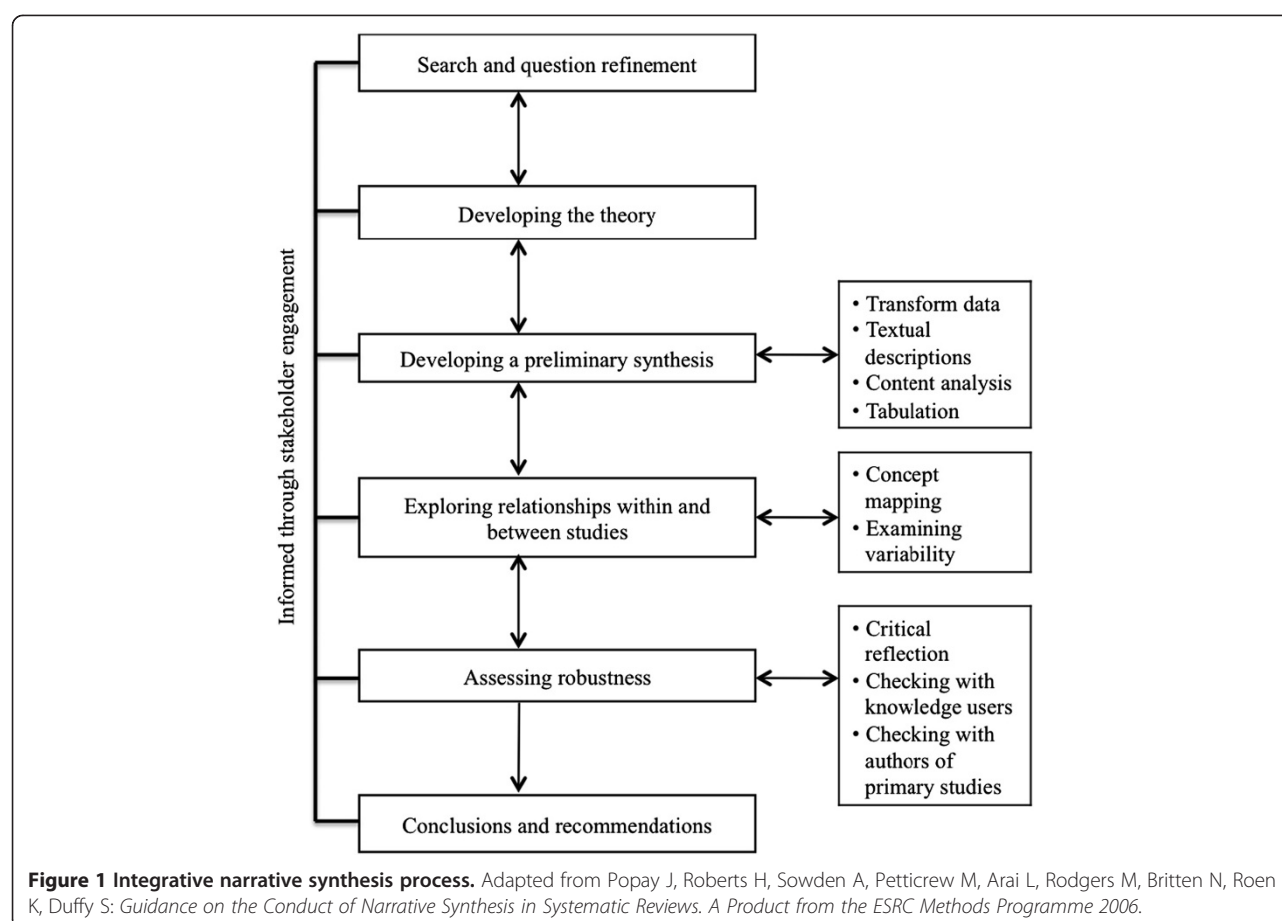 Search and question refinement
Developing the theory
Informed through stakeholder engagement
Developing a preliminary synthesis
• Transform data
• Textual
descriptions
• Content analysis
• Tabulation
Exploring relationships within and
between studies
• Concept
mapping
• Examining
variability
Assessing robustness
• Critical
reflection
• Checking with
knowledge users
• Checking with
authors of
primary studies
Conclusions and recommendations
Figure 1 Integrative narrative synthesis process. Adapted from Popay J, Roberts H, Sowden A, Petticrew M, Arai L, Rodgers M, Britten N, Roen
K, Duffy S: Guidance on the Conduct of Narrative Synthesis in Systematic Reviews. A Product from the ESRC Methods Programme 2006.